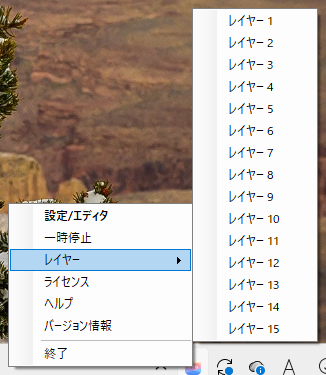 レイヤー 1
レイヤー 2
レイヤー 3
レイヤー 4
レイヤー 5
レイヤー 6
レイヤー 7
レイヤー 8
レイヤー 9
レイヤー 10
レイヤー 11
レイヤー 12
レイヤー 13
レイヤー 14
レイヤー 15
設定/エディタ
一時停止
レイヤー
ライセンス
ヘルプ
バージョン情報
終了
A